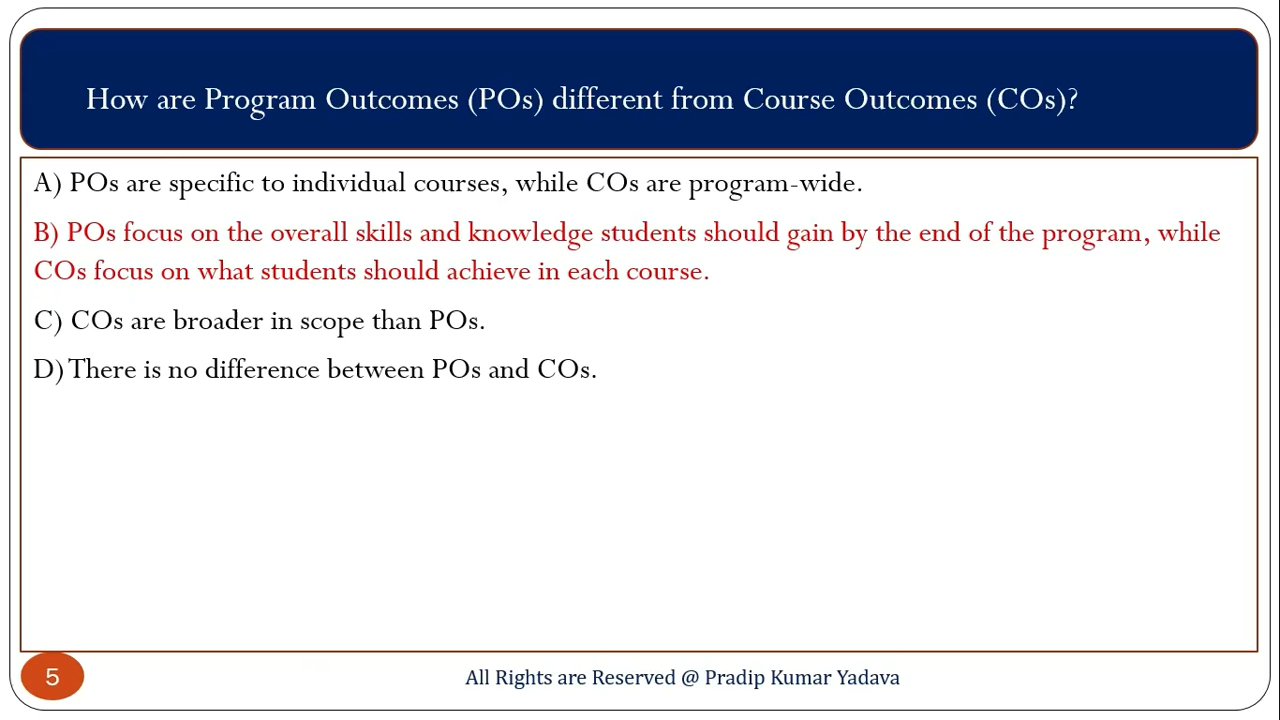 How are Program Outcomes (POs) different from Course Outcomes (COs)?
A) POs are specific to individual courses, while COs are program-wide.
B) POs focus on the overall skills and knowledge students should gain by the end of the program, while
COs focus on what students should achieve in each course.
C) COs are broader in scope than POs.
D) There is no difference between POs and COs.
5
All Rights are Reserved @ Pradip Kumar Yadava